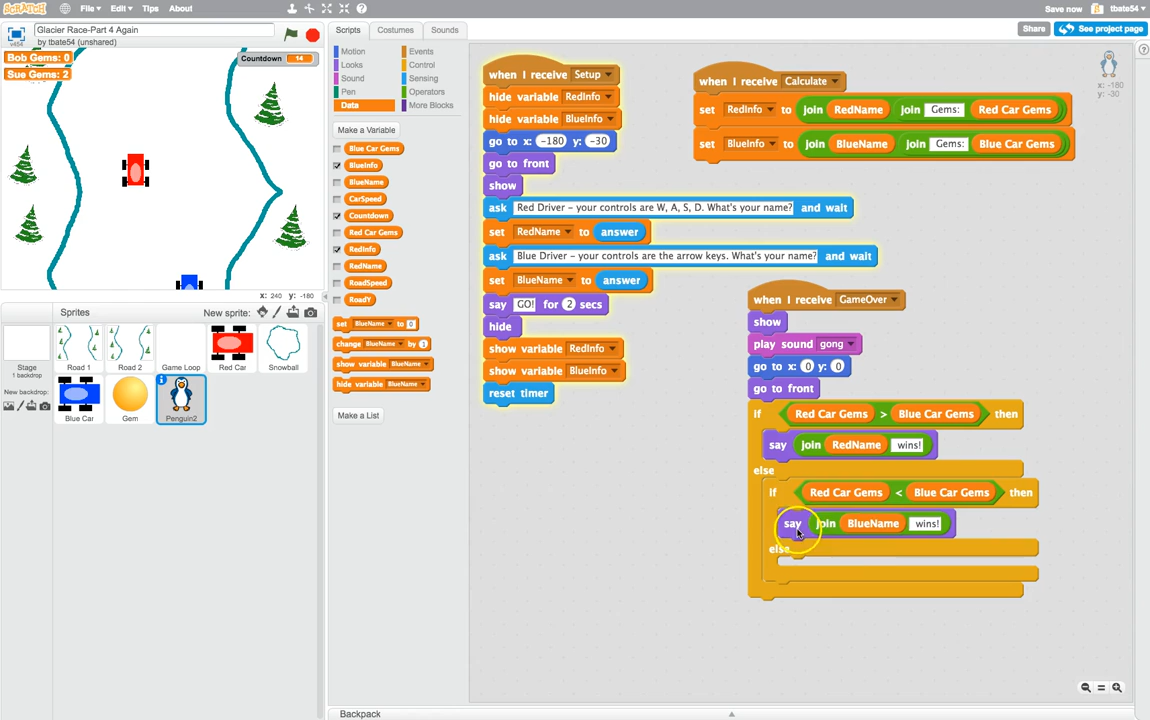 SCRATCH File Edit Tips About Save now tbate54
Glacier Race-Part 4 Again
by tbate54 (unshared)
v454
Share See project page
Scripts Costumes Sounds
Bob Gems: 0
Sue Gems: 2
Countdown 14
x: 240 y: -180
Motion Events
Looks Control
Sound Sensing
Pen Operators
Data More Blocks
Make a Variable
Blue Car Gems
BlueInfo
BlueName
CarSpeed
Countdown
Red Car Gems
RedInfo
RedName
RoadSpeed
RoadY
set BlueName to 0
change BlueName by 1
show variable BlueName
hide variable BlueName
Make a List
Sprites New sprite:
Stage
1 backdrop
New backdrop:
Road 1 Road 2 Game Loop Red Car Snowball
Blue Car Gem Penguin2
when I receive Setup
hide variable RedInfo
hide variable BlueInfo
go to x: -180 y: -30
go to front
show
ask Red Driver – your controls are W, A, S, D. What's your name? and wait
set RedName to answer
ask Blue Driver – your controls are the arrow keys. What's your name? and wait
set BlueName to answer
say GO! for 2 secs
hide
show variable RedInfo
show variable BlueInfo
reset timer
when I receive Calculate
set RedInfo to join RedName join Gems: Red Car Gems
set BlueInfo to join BlueName join Gems: Blue Car Gems
x: -180
y: -30
when I receive GameOver
show
play sound gong
go to x: 0 y: 0
go to front
if Red Car Gems > Blue Car Gems then
say join RedName wins!
else
if Red Car Gems < Blue Car Gems then
say join BlueName wins!
else
Backpack